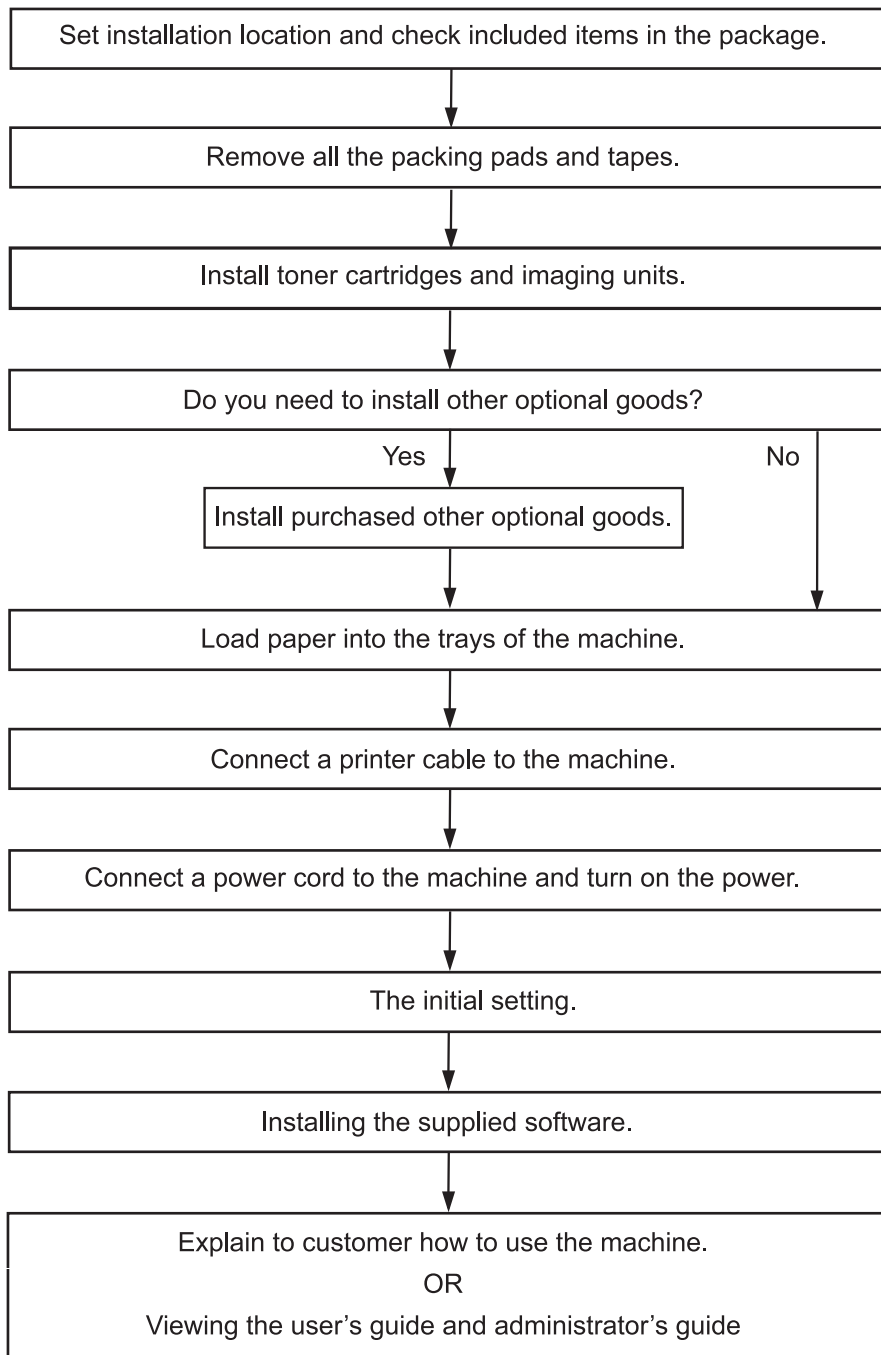 Set installation location and check included items in the package.
Remove all the packing pads and tapes.
Install toner cartridges and imaging units.
Do you need to install other optional goods?
Yes
No
Install purchased other optional goods.
Load paper into the trays of the machine.
Connect a printer cable to the machine.
Connect a power cord to the machine and turn on the power.
The initial setting.
Installing the supplied software.
Explain to customer how to use the machine.
OR
Viewing the user’s guide and administrator’s guide